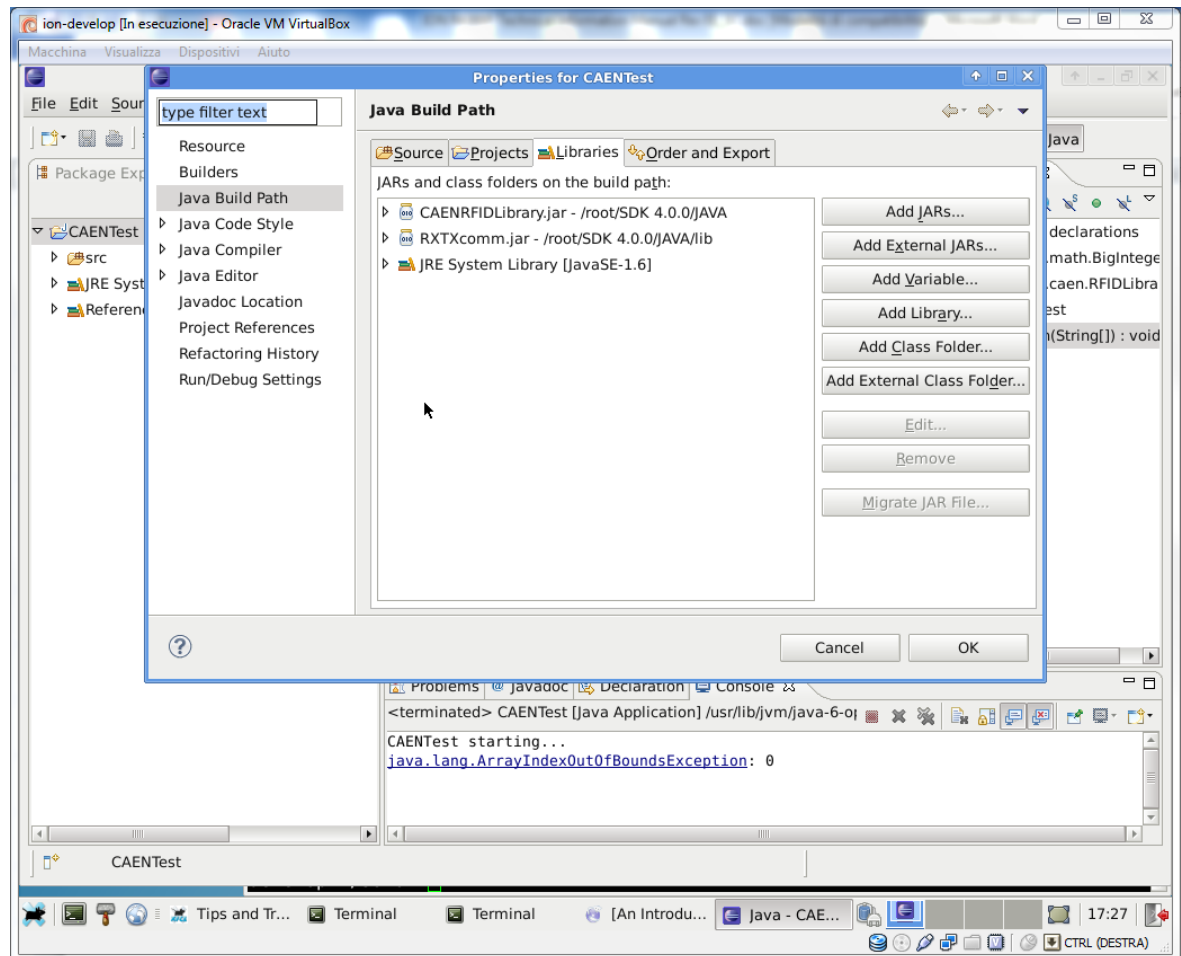 ion-develop [In esecuzione] - Oracle VM VirtualBox
Macchina Visualizza Dispositivi Aiuto
Properties for CAENTest
File Edit Sour
type filter text
Java Build Path
Java
Resource
Builders
Java Build Path
Java Code Style
Java Compiler
Java Editor
Javadoc Location
Project References
Refactoring History
Run/Debug Settings
Package Exp
CAENTest
src
JRE Syst
Referen
Source Projects Libraries Order and Export
JARs and class folders on the build path:
CAENRFIDLibrary.jar - /root/SDK 4.0.0/JAVA
RXTXcomm.jar - /root/SDK 4.0.0/JAVA/lib
JRE System Library [JavaSE-1.6]
Add JARs...
Add External JARs...
Add Variable...
Add Library...
Add Class Folder...
Add External Class Folder...
Edit...
Remove
Migrate JAR File...
declarations
.math.BigIntege
.caen.RFIDLibra
est
(String[]) : void
Cancel OK
Problems @ Javadoc Declaration Console
<terminated> CAENTest [Java Application] /usr/lib/jvm/java-6-o
CAENTest starting...
java.lang.ArrayIndexOutOfBoundsException: 0
CAENTest
Tips and Tr... Terminal Terminal [An Introdu... Java - CAE... 17:27
CTRL (DESTRA)